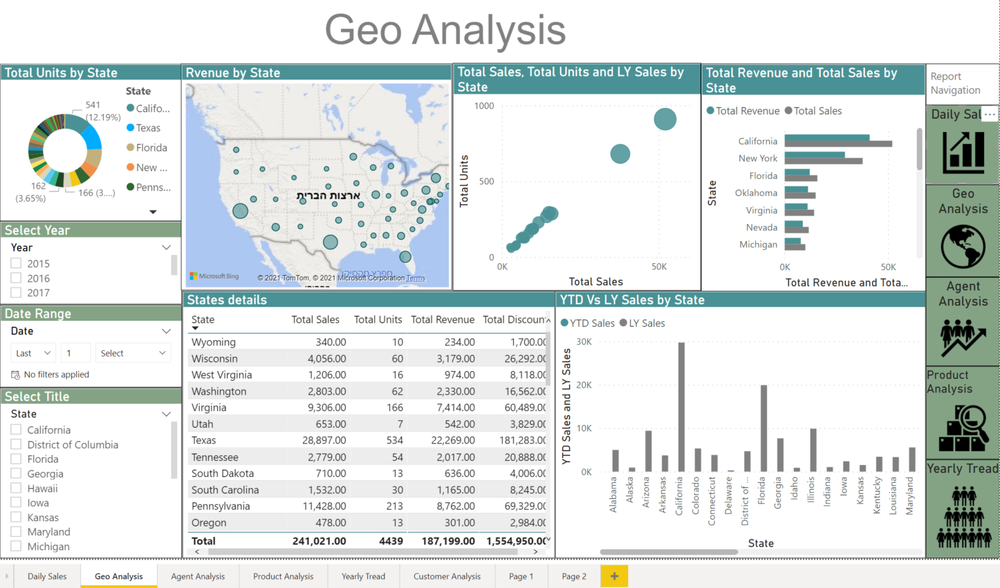 Geo Analysis
Total Units by State
State
541
(12.19%)
Califo...
Texas
Florida
New ...
Penns...
162
(3.65%)
166 (3....)
Rvenue by State
ארצות הברית
Microsoft Bing
© 2021 TomTom, © 2021 Microsoft Corporation Terms
Total Sales, Total Units and LY Sales by
State
1000
500
0
0K
50K
Total Units
Total Sales
Total Revenue and Total Sales by
State
Total Revenue
Total Sales
State
California
New York
Florida
Oklahoma
Virginia
Nevada
Michigan
0K
50K
Total Revenue and Tota...
Report
Navigation
Daily Sal
...
Geo
Analysis
Agent
Analysis
Product
Analysis
Yearly Tread
Select Year
Year
2015
2016
2017
Date Range
Date
Last
1
Select
No filters applied
Select Title
State
California
District of Columbia
Florida
Georgia
Hawaii
Iowa
Kansas
Maryland
Michigan
States details
State Total Sales Total Units Total Revenue Total Discount
Wyoming 340.00 10 234.00 1,700.00
Wisconsin 4,056.00 60 3,179.00 26,292.00
West Virginia 1,206.00 16 974.00 8,118.00
Washington 2,803.00 62 2,330.00 16,562.00
Virginia 9,306.00 166 7,414.00 60,489.00
Utah 653.00 7 542.00 3,829.00
Texas 28,897.00 534 22,269.00 181,283.00
Tennessee 2,779.00 54 2,017.00 20,888.00
South Dakota 710.00 13 636.00 4,006.00
South Carolina 1,532.00 30 1,165.00 8,245.00
Pennsylvania 11,428.00 213 8,762.00 69,329.00
Oregon 478.00 13 301.00 2,984.00
Total 241,021.00 4439 187,199.00 1,554,950.00
YTD Vs LY Sales by State
YTD Sales
LY Sales
YTD Sales and LY Sales
30K
20K
10K
0K
Alabama
Alaska
Arizona
Arkansas
California
Colorado
Connecticut
Delaware
District of ...
Florida
Georgia
Idaho
Illinois
Indiana
Iowa
Kansas
Kentucky
Louisiana
Maryland
State
Daily Sales
Geo Analysis
Agent Analysis
Product Analysis
Yearly Tread
Customer Analysis
Page 1
Page 2
+